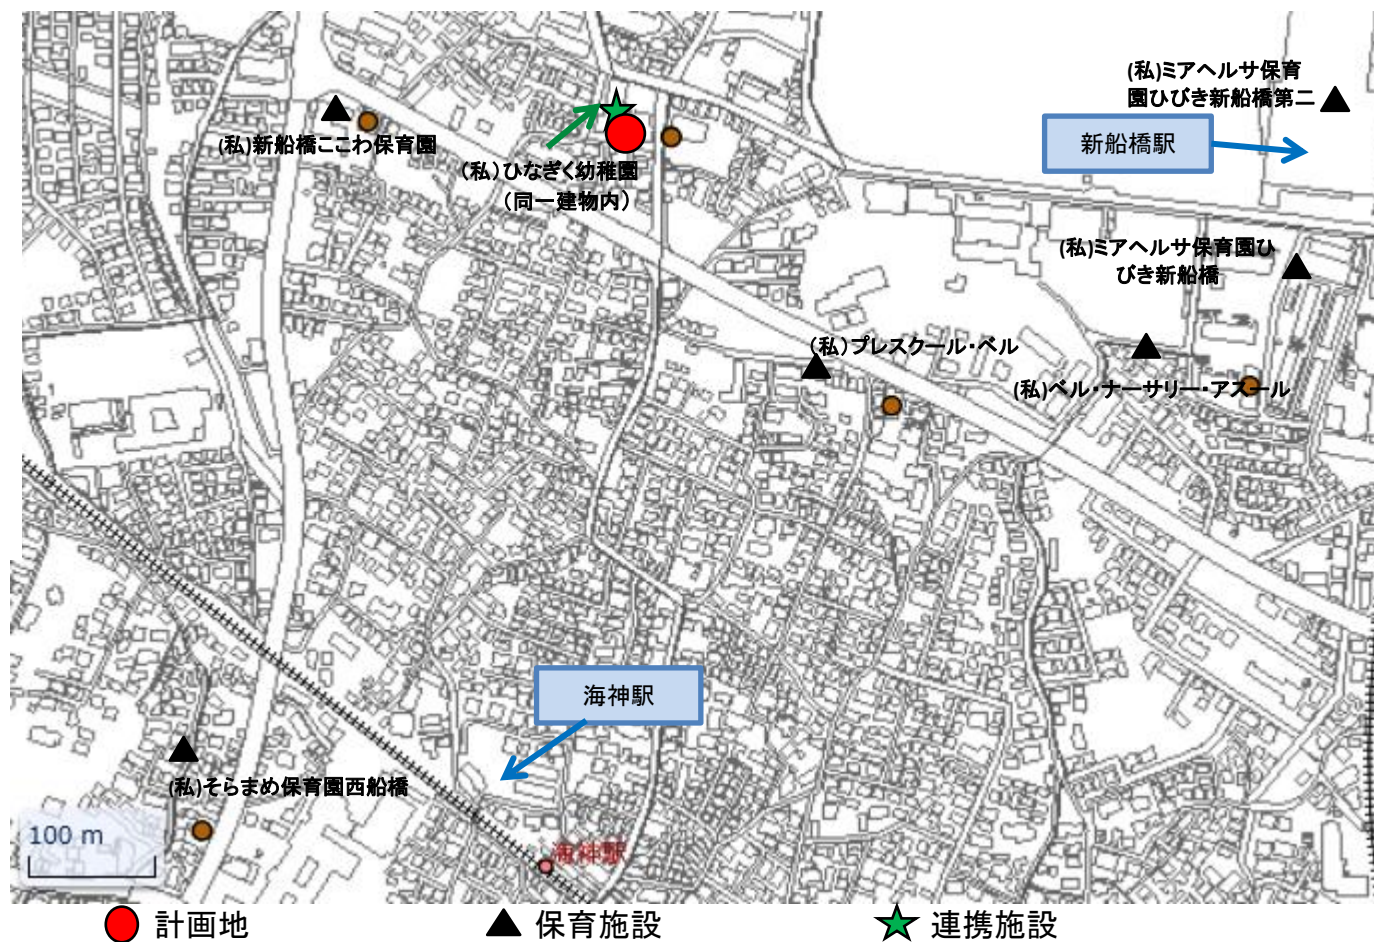 (私)ミアヘルサ保育
園ひびき新船橋第二
新船橋駅
(私)新船橋ここわ保育園
(私)ひなぎく幼稚園
(同一建物内)
(私)ミアヘルサ保育園ひ
びき新船橋
(私)プレスクール・ベル
(私)ベル・ナーサリー・アスール
海神駅
(私)そらまめ保育園西船橋
100 m
海神駅
計画地
保育施設
連携施設